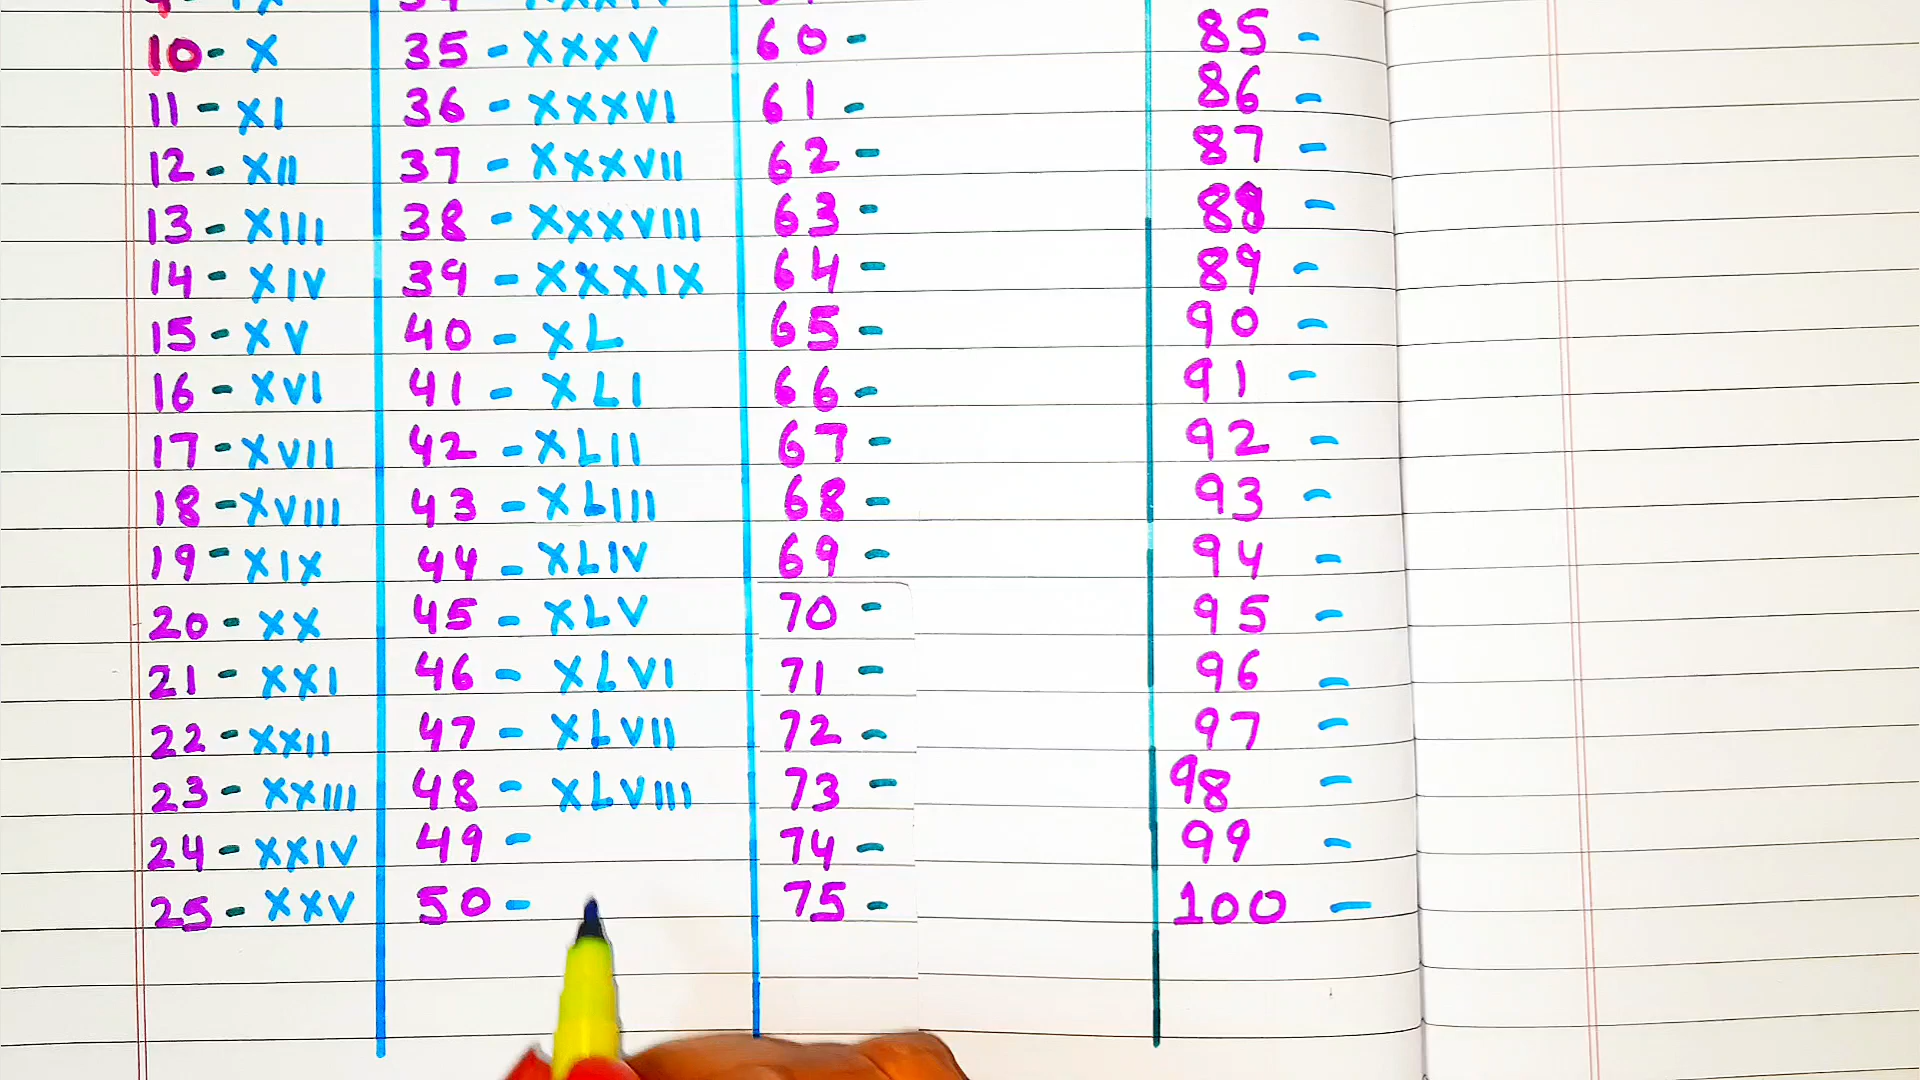 10- X
11- XI
12- XII
13- XIII
14- XIV
15- XV
16- XVI
17- XVII
18- XVIII
19- XIX
20- XX
21- XXI
22- XXII
23- XXIII
24- XXIV
25- XXV
35 - XXXV
36 - XXXVI
37 - XXXVII
38 - XXXVIII
39 - XXXIX
40 - XL
41 - XLI
42 - XLII
43 - XLIII
44 - XLIV
45 - XLV
46 - XLVI
47 - XLVII
48 - XLVIII
49 -
50 -
60 -
61 -
62 -
63 -
64 -
65 -
66 -
67 -
68 -
69 -
70 -
71 -
72 -
73 -
74 -
75 -
85 -
86 -
87 -
88 -
89 -
90 -
91 -
92 -
93 -
94 -
95 -
96 -
97 -
98 -
99 -
100 -